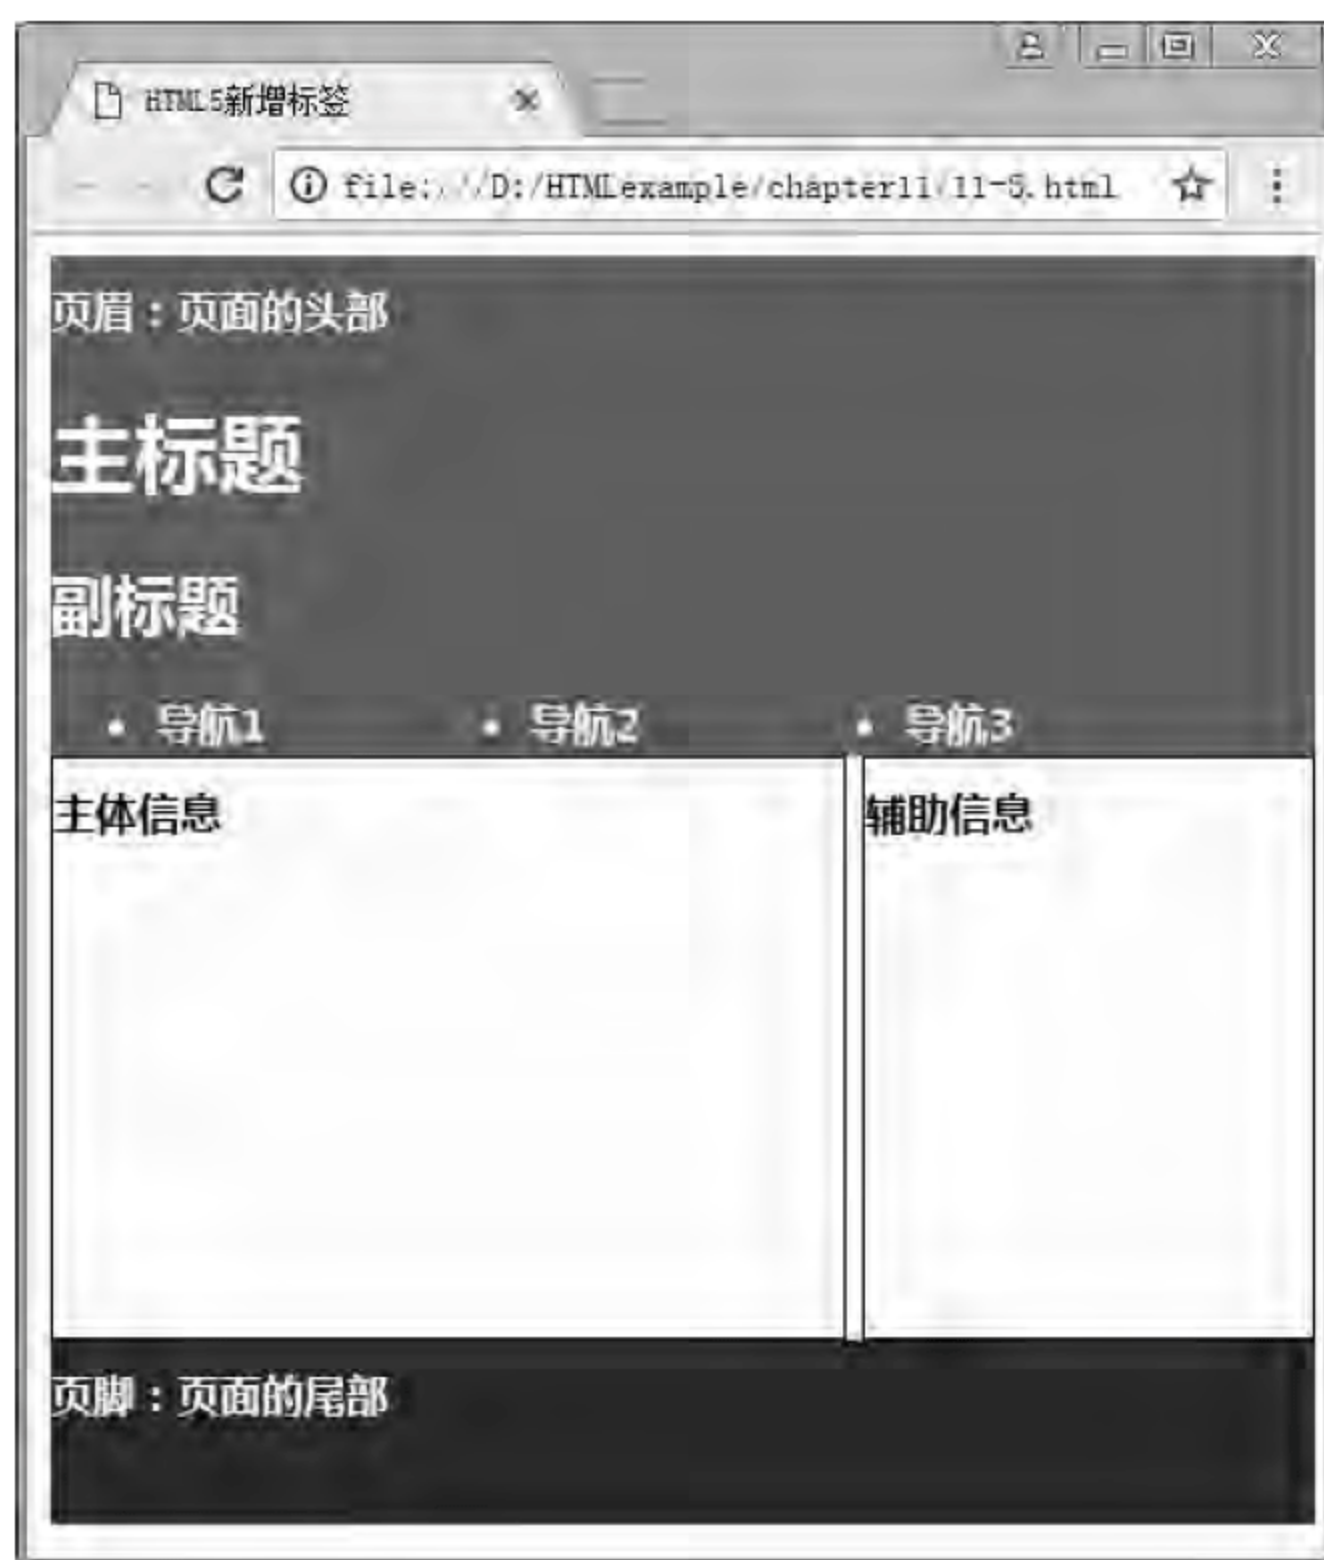 HTML5新增标签
file:///D:/HTMLexample/chapter11/11-5.html
页眉：页面的头部
主标题
副标题
• 导航1 • 导航2 • 导航3
主体信息 辅助信息
页脚：页面的尾部